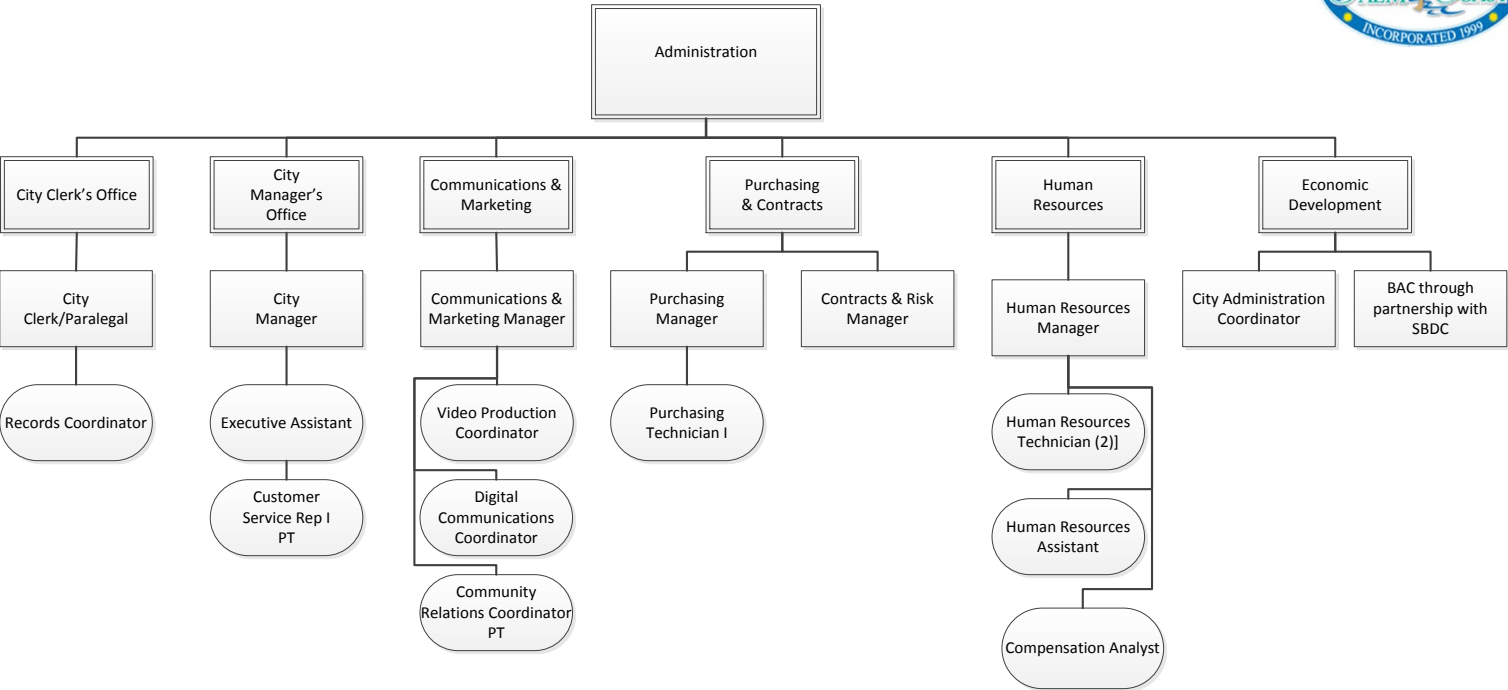 PALM COAST
INCORPORATED 1999
Administration
City Clerk's Office
City
Manager's
Office
Communications &
Marketing
Purchasing
& Contracts
Human
Resources
Economic
Development
City
Clerk/Paralegal
City
Manager
Communications &
Marketing Manager
Purchasing
Manager
Contracts & Risk
Manager
Human Resources
Manager
City Administration
Coordinator
BAC through
partnership with
SBDC
Records Coordinator
Executive Assistant
Video Production
Coordinator
Purchasing
Technician I
Human Resources
Technician (2)]
Customer
Service Rep I
PT
Digital
Communications
Coordinator
Human Resources
Assistant
Community
Relations Coordinator
PT
Compensation Analyst